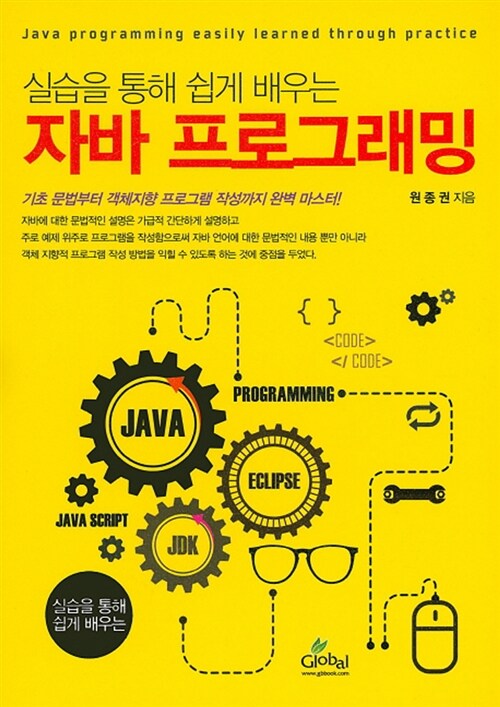 Java programming easily learned through practice
실습을 통해 쉽게 배우는
자바 프로그래밍
기초 문법부터 객체지향 프로그램 작성까지 완벽 마스터!
원종권 지음
자바에 대한 문법적인 설명은 가급적 간단하게 설명하고
주로 예제 위주로 프로그램을 작성함으로써 자바 언어에 대한 문법적인 내용 뿐만 아니라
객체 지향적 프로그램 작성 방법을 익힐 수 있도록 하는 것에 중점을 두었다.
{ }
<CODE>
</ CODE>
PROGRAMMING
JAVA
ECLIPSE
JAVA SCRIPT
JDK
실습을 통해
쉽게 배우는
Global
www.gbbook.com